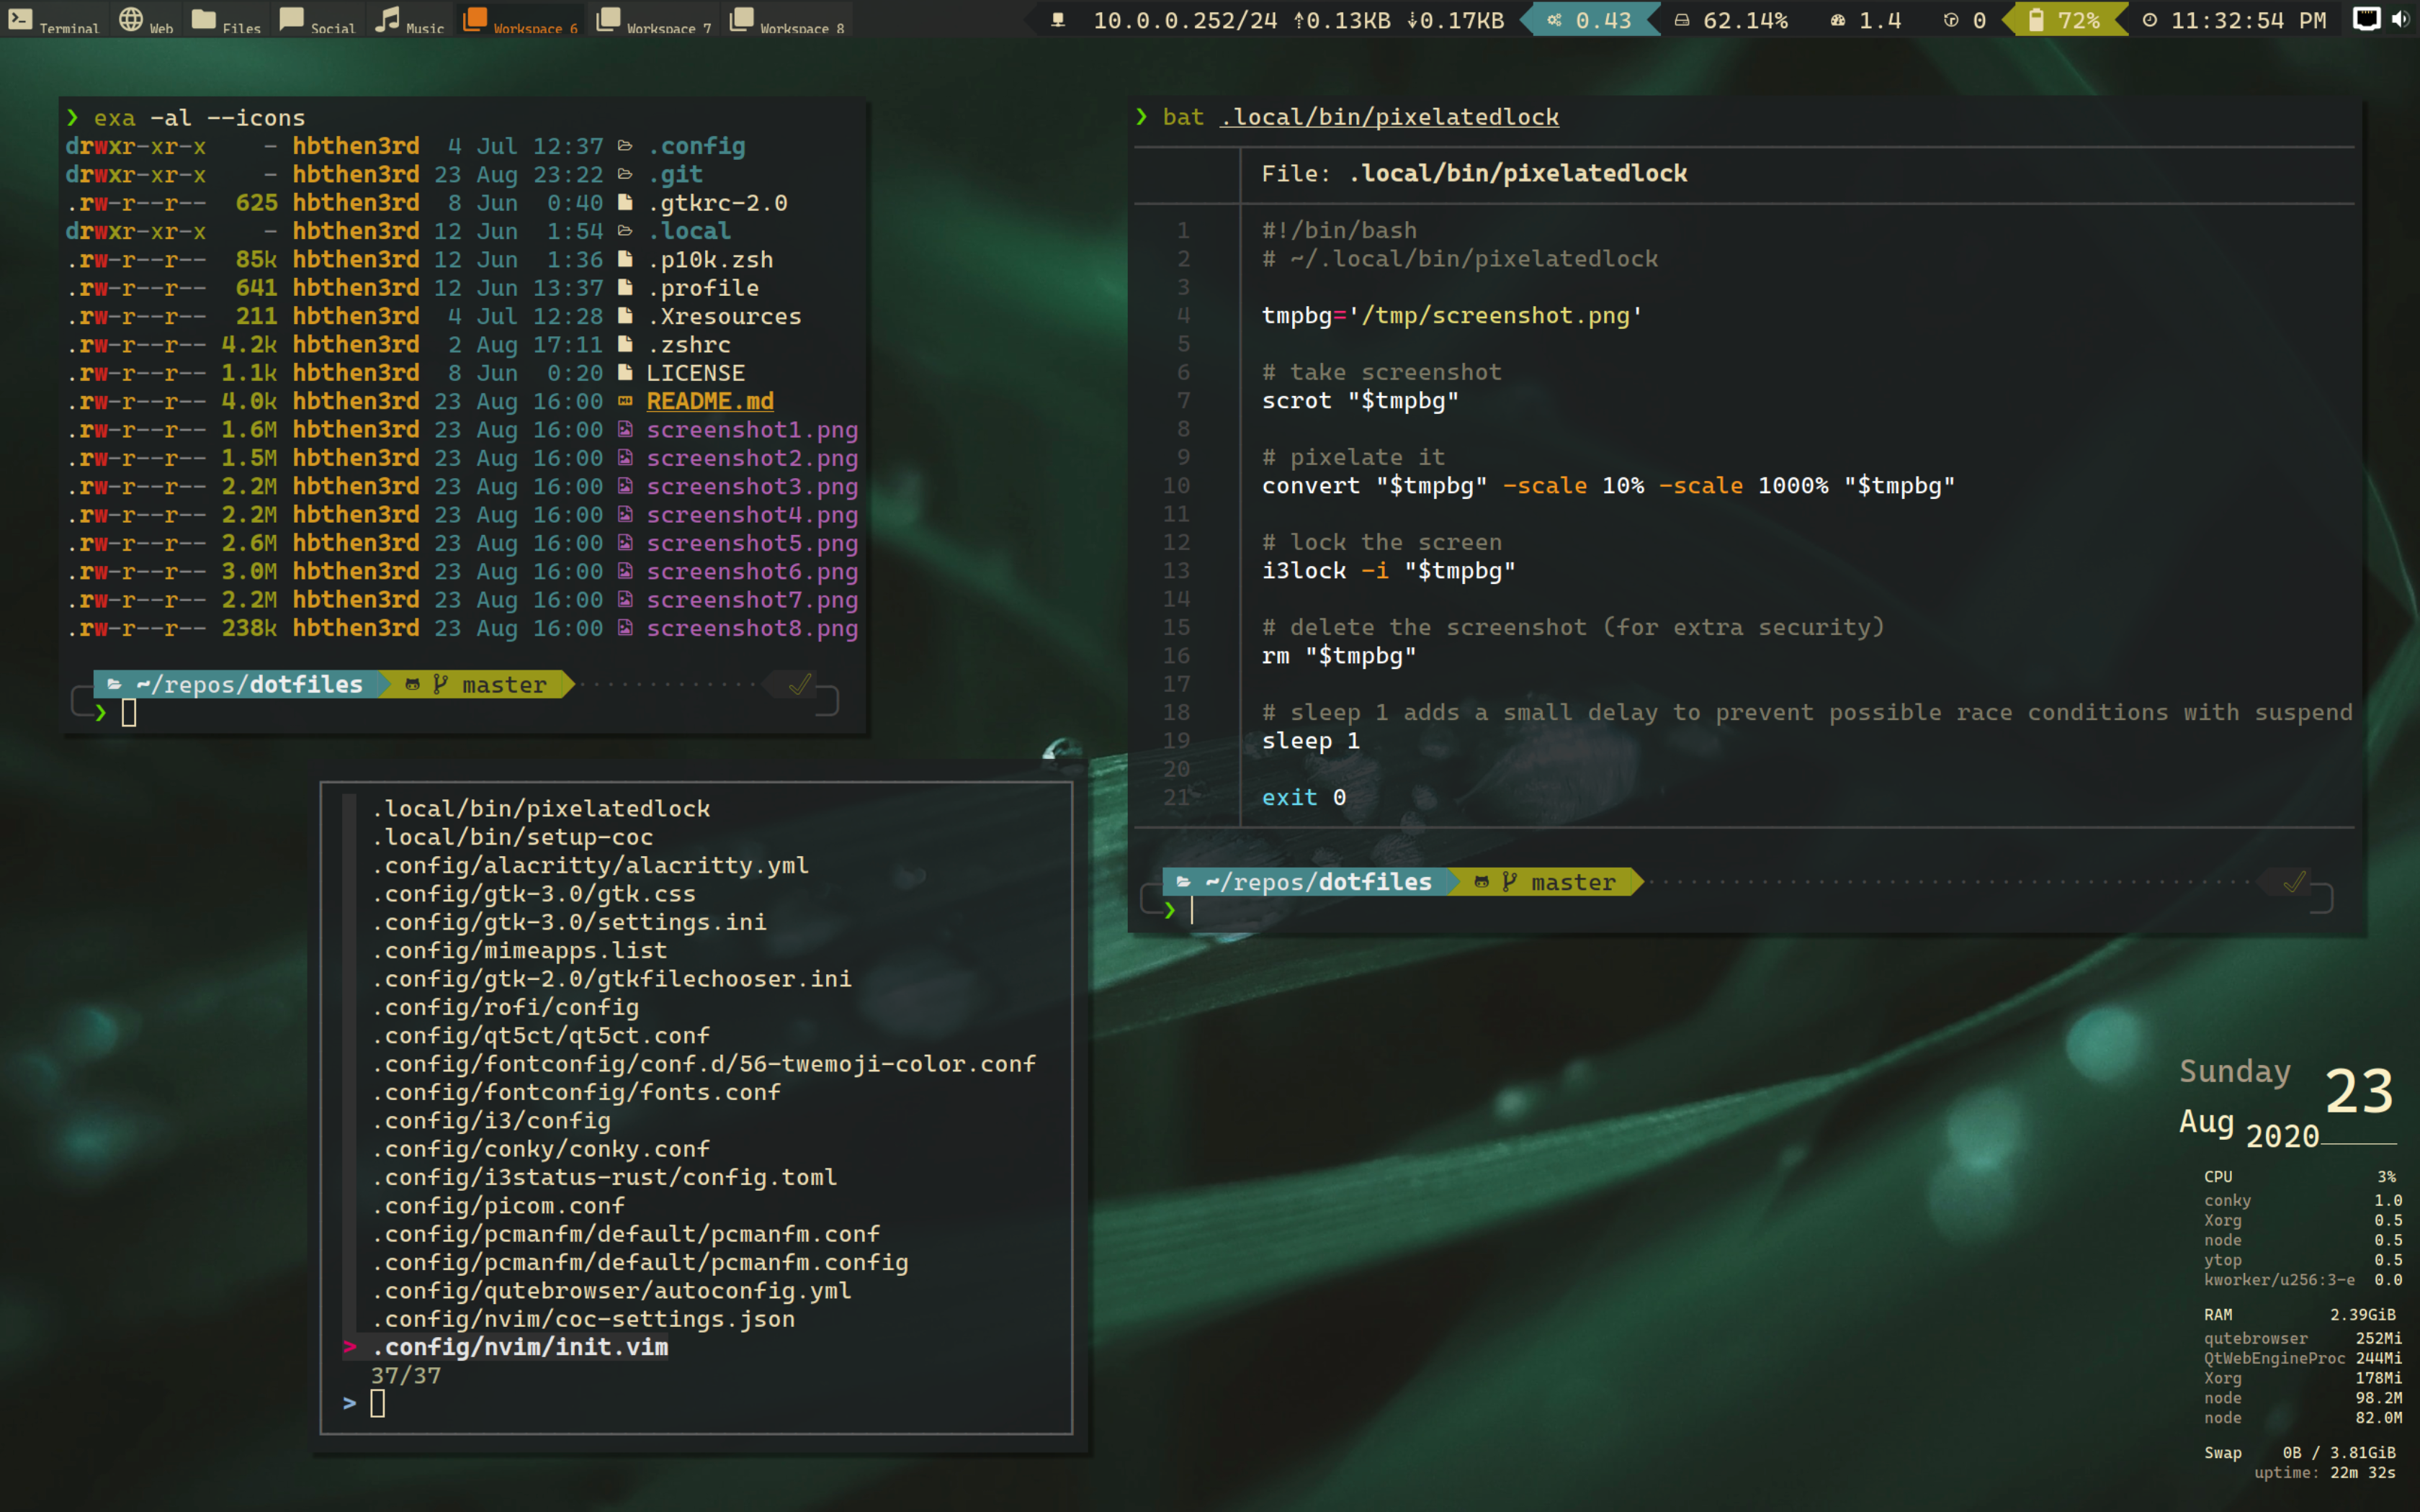 Terminal Web Files Social Music Workspace 6 Workspace 7 Workspace 8 10.0.0.252/24 ⇡0.13KB ⇣0.17KB 0.43 62.14% 1.4 0 72% 11:32:54 PM
❯ exa -al --icons
drwxr-xr-x - hbthen3rd 4 Jul 12:37 .config
drwxr-xr-x - hbthen3rd 23 Aug 23:22 .git
.rw-r--r-- 625 hbthen3rd 8 Jun 0:40 .gtkrc-2.0
drwxr-xr-x - hbthen3rd 12 Jun 1:54 .local
.rw-r--r-- 85k hbthen3rd 12 Jun 1:36 .p10k.zsh
.rw-r--r-- 641 hbthen3rd 12 Jun 13:37 .profile
.rw-r--r-- 211 hbthen3rd 4 Jul 12:28 .Xresources
.rw-r--r-- 4.2k hbthen3rd 2 Aug 17:11 .zshrc
.rw-r--r-- 1.1k hbthen3rd 8 Jun 0:20 LICENSE
.rw-r--r-- 4.0k hbthen3rd 23 Aug 16:00 README.md
.rw-r--r-- 1.6M hbthen3rd 23 Aug 16:00 screenshot1.png
.rw-r--r-- 1.5M hbthen3rd 23 Aug 16:00 screenshot2.png
.rw-r--r-- 2.2M hbthen3rd 23 Aug 16:00 screenshot3.png
.rw-r--r-- 2.2M hbthen3rd 23 Aug 16:00 screenshot4.png
.rw-r--r-- 2.6M hbthen3rd 23 Aug 16:00 screenshot5.png
.rw-r--r-- 3.0M hbthen3rd 23 Aug 16:00 screenshot6.png
.rw-r--r-- 2.2M hbthen3rd 23 Aug 16:00 screenshot7.png
.rw-r--r-- 238k hbthen3rd 23 Aug 16:00 screenshot8.png
~/repos/dotfiles master
❯
❯ bat .local/bin/pixelatedlock
File: .local/bin/pixelatedlock
1 #!/bin/bash
2 # ~/.local/bin/pixelatedlock
3
4 tmpbg='/tmp/screenshot.png'
5
6 # take screenshot
7 scrot "$tmpbg"
8
9 # pixelate it
10 convert "$tmpbg" -scale 10% -scale 1000% "$tmpbg"
11
12 # lock the screen
13 i3lock -i "$tmpbg"
14
15 # delete the screenshot (for extra security)
16 rm "$tmpbg"
17
18 # sleep 1 adds a small delay to prevent possible race conditions with suspend
19 sleep 1
20
21 exit 0
~/repos/dotfiles master
❯
.local/bin/pixelatedlock
.local/bin/setup-coc
.config/alacritty/alacritty.yml
.config/gtk-3.0/gtk.css
.config/gtk-3.0/settings.ini
.config/mimeapps.list
.config/gtk-2.0/gtkfilechooser.ini
.config/rofi/config
.config/qt5ct/qt5ct.conf
.config/fontconfig/conf.d/56-twemoji-color.conf
.config/fontconfig/fonts.conf
.config/i3/config
.config/conky/conky.conf
.config/i3status-rust/config.toml
.config/picom.conf
.config/pcmanfm/default/pcmanfm.conf
.config/pcmanfm/default/pcmanfm.config
.config/qutebrowser/autoconfig.yml
.config/nvim/coc-settings.json
> .config/nvim/init.vim
37/37
>
Sunday 23
Aug 2020
CPU 3%
conky 1.0
Xorg 0.5
node 0.5
ytop 0.5
kworker/u256:3-e 0.0
RAM 2.39GiB
qutebrowser 252Mi
QtWebEngineProc 244Mi
Xorg 178Mi
node 98.2M
node 82.0M
Swap 0B / 3.81GiB
uptime: 22m 32s